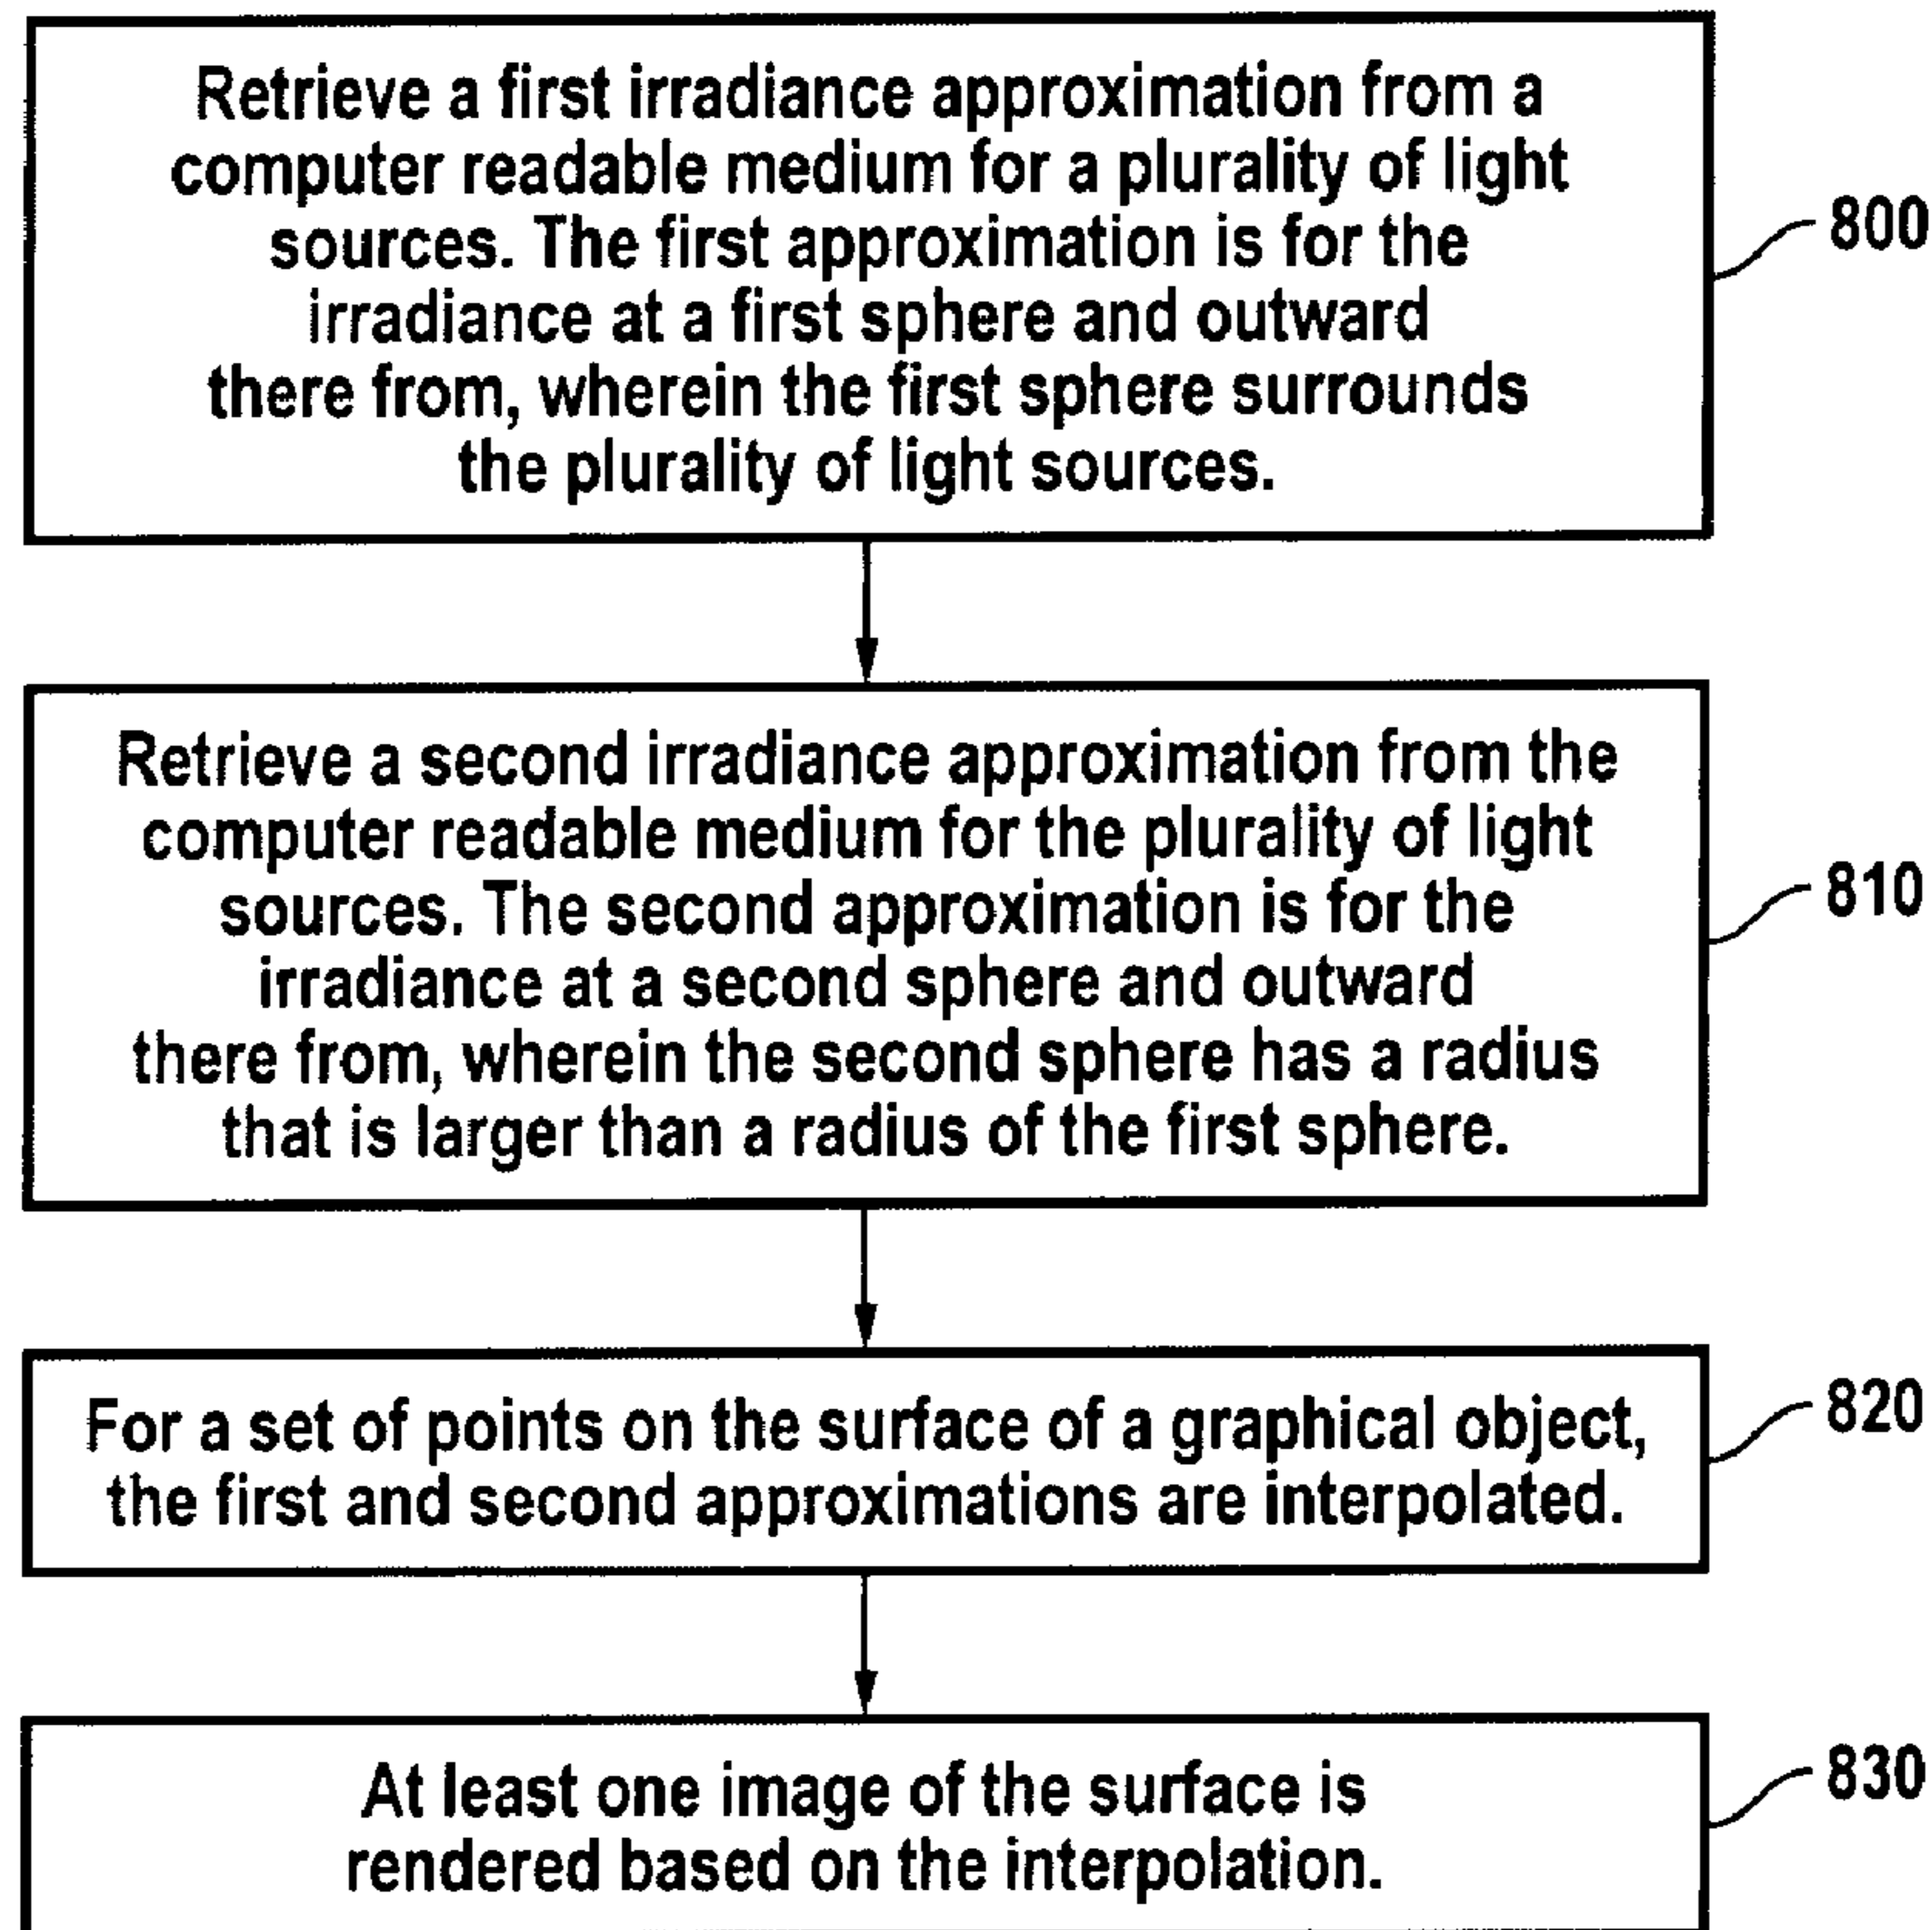 Retrieve a first irradiance approximation from a
computer readable medium for a plurality of light
sources. The first approximation is for the
irradiance at a first sphere and outward
there from, wherein the first sphere surrounds
the plurality of light sources.
800
Retrieve a second irradiance approximation from the
computer readable medium for the plurality of light
sources. The second approximation is for the
irradiance at a second sphere and outward
there from, wherein the second sphere has a radius
that is larger than a radius of the first sphere.
810
For a set of points on the surface of a graphical object,
the first and second approximations are interpolated.
820
At least one image of the surface is
rendered based on the interpolation.
830